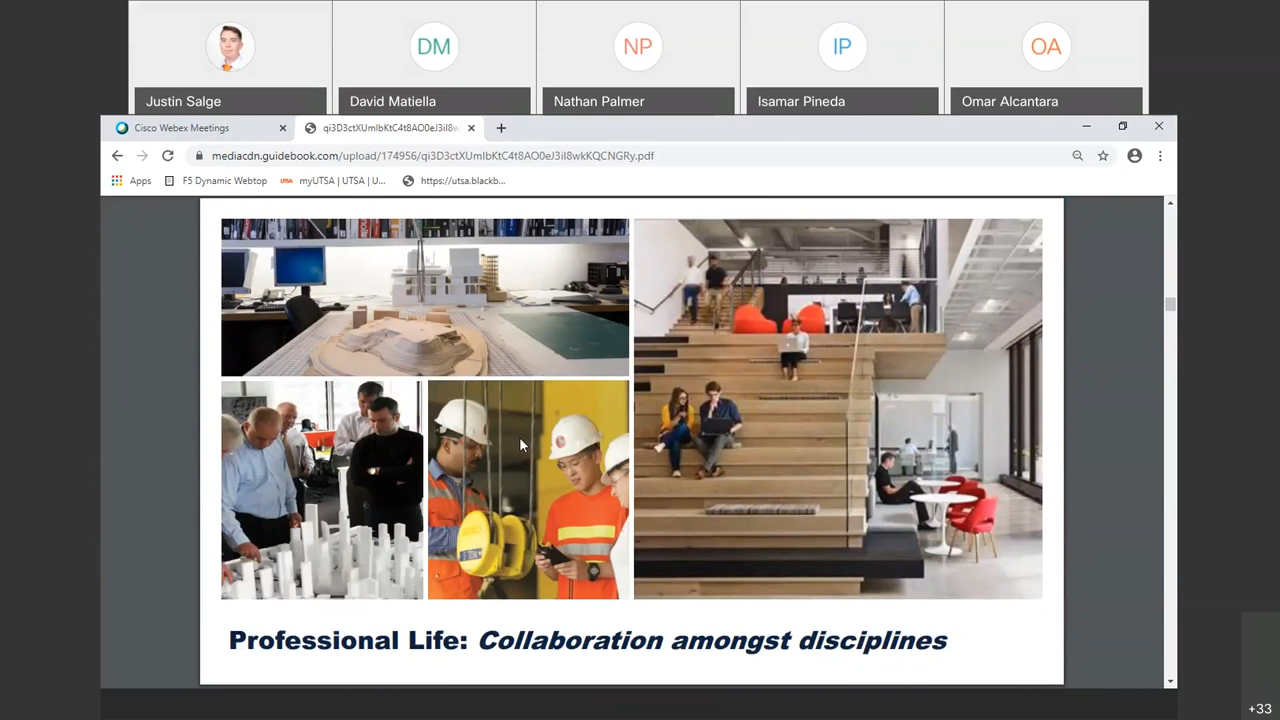 DM
NP
IP
OA
Justin Salge
David Matiella
Nathan Palmer
Isamar Pineda
Omar Alcantara
Cisco Webex Meetings
mediacdn.guidebook.com/upload/174956/qi3D3ctXUmIbKtC4t8AO0eJ3iI8wkKQCNGRy.pdf
Apps
F5 Dynamic Webtop
UTSA
myUTSA | UTSA | U...
https://utsa.blackb...
Professional Life: Collaboration amongst disciplines
+33